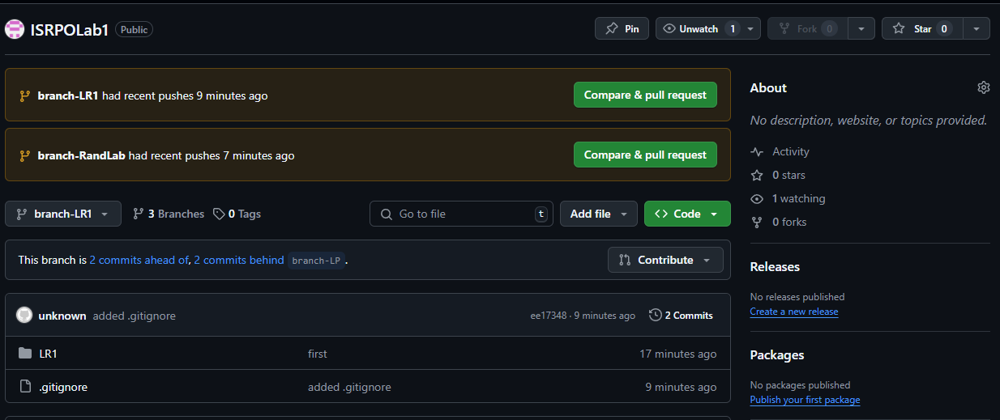 ISRPOLab1 Public Pin Unwatch 1 Fork 0 Star 0
branch-LR1 had recent pushes 9 minutes ago Compare & pull request
branch-RandLab had recent pushes 7 minutes ago Compare & pull request
branch-LR1 3 Branches 0 Tags Go to file t Add file Code
This branch is 2 commits ahead of, 2 commits behind branch-LP.
Contribute
unknown added .gitignore ee17348 · 9 minutes ago 2 Commits
LR1 first 17 minutes ago
.gitignore added .gitignore 9 minutes ago
About
No description, website, or topics provided.
Activity
0 stars
1 watching
0 forks
Releases
No releases published
Create a new release
Packages
No packages published
Publish your first package